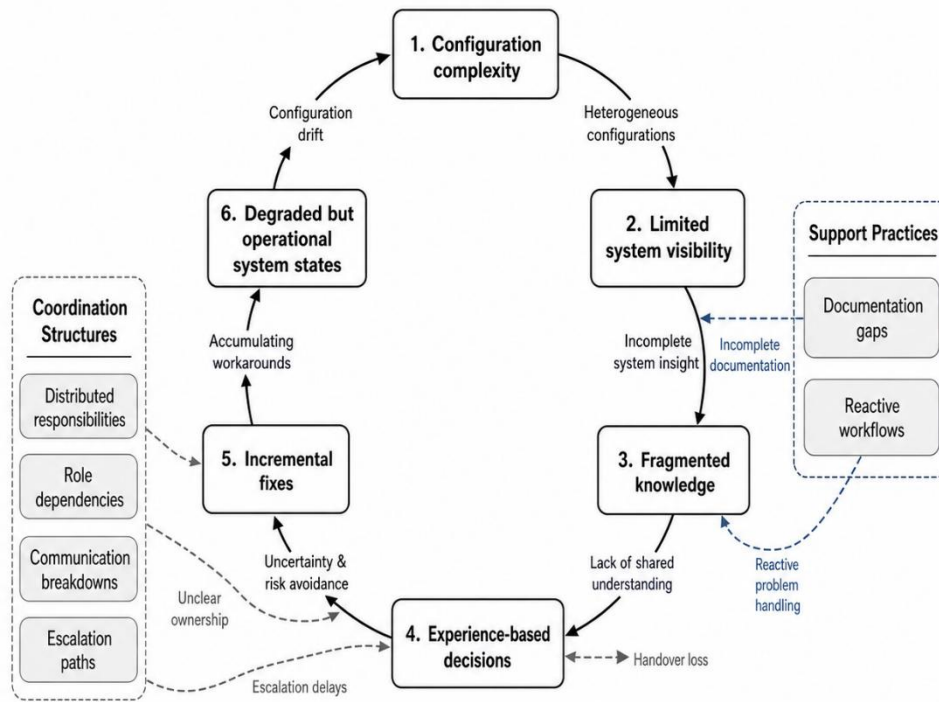 1. Configuration
complexity
Configuration
drift
Heterogeneous
configurations
6. Degraded but
operational
system states
2. Limited
system visibility
Support Practices
Documentation
gaps
Reactive
workflows
Coordination
Structures
Distributed
responsibilities
Role
dependencies
Communication
breakdowns
Escalation
paths
Accumulating
workarounds
Incomplete
system insight
Incomplete
documentation
5. Incremental
fixes
3. Fragmented
knowledge
Uncertainty &
risk avoidance
Lack of shared
understanding
Reactive
problem
handling
Unclear
ownership
4. Experience-based
decisions
Handover loss
Escalation delays